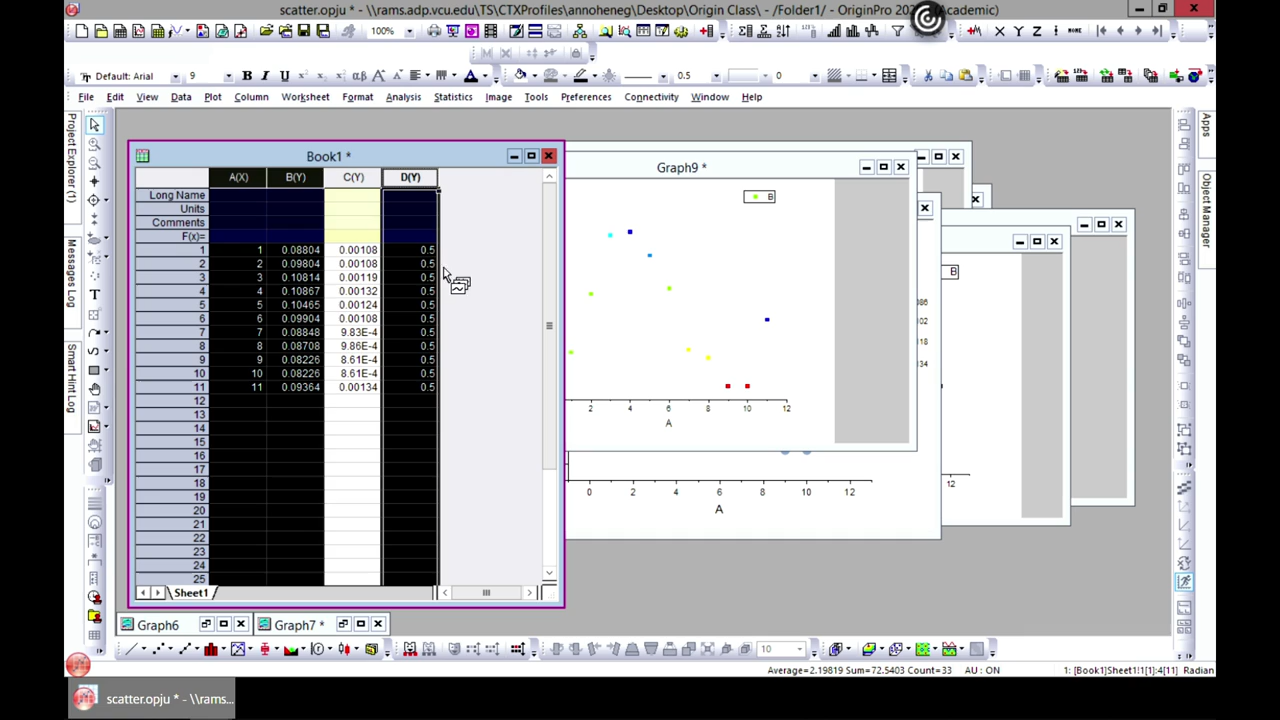 scatter.opju * - \\rams.adp.vcu.edu\TS\CTXProfiles\annoheneg\Desktop\Origin Class\ - /Folder1/ - OriginPro 20 (Academic)
100%
Default: Arial 9 B I U 0.5 0
File Edit View Data Plot Column Worksheet Format Analysis Statistics Image Tools Preferences Connectivity Window Help
Project Explorer (1)
Messages Log
Smart Hint Log
Apps
Object Manager
Book1 *
A(X) B(Y) C(Y) D(Y)
Long Name
Units
Comments
F(x)=
1 1 0.08804 0.00108 0.5
2 2 0.09804 0.00108 0.5
3 3 0.10814 0.00119 0.5
4 4 0.10867 0.00132 0.5
5 5 0.10465 0.00124 0.5
6 6 0.09904 0.00108 0.5
7 7 0.08848 9.83E-4 0.5
8 8 0.08708 9.86E-4 0.5
9 9 0.08226 8.61E-4 0.5
10 10 0.08226 8.61E-4 0.5
11 11 0.09364 0.00134 0.5
12
13
14
15
16
17
18
19
20
21
22
23
24
25
Sheet1
Graph9 *
B
2 4 6 8 10 12
A
B
0 2 4 6 8 10 12
A
12
Graph6
Graph7 *
10
Average=2.19819 Sum=72.5403 Count=33 AU : ON 1: [Book1]Sheet1!1[1]:4[11] Radian
scatter.opju * - \\rams...